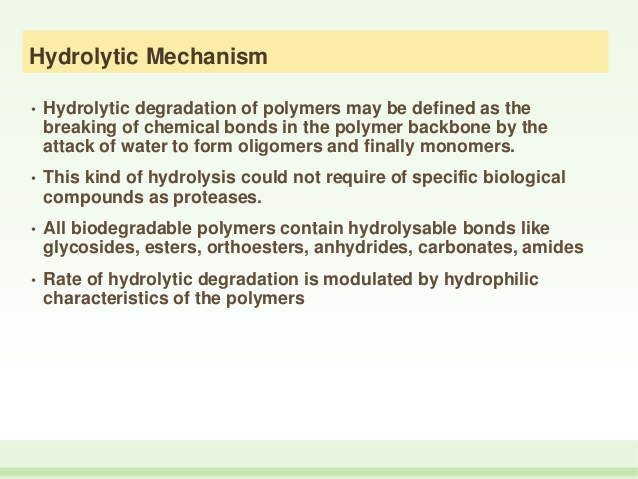 Hydrolytic Mechanism
• Hydrolytic degradation of polymers may be defined as the
breaking of chemical bonds in the polymer backbone by the
attack of water to form oligomers and finally monomers.
• This kind of hydrolysis could not require of specific biological
compounds as proteases.
• All biodegradable polymers contain hydrolysable bonds like
glycosides, esters, orthoesters, anhydrides, carbonates, amides
• Rate of hydrolytic degradation is modulated by hydrophilic
characteristics of the polymers